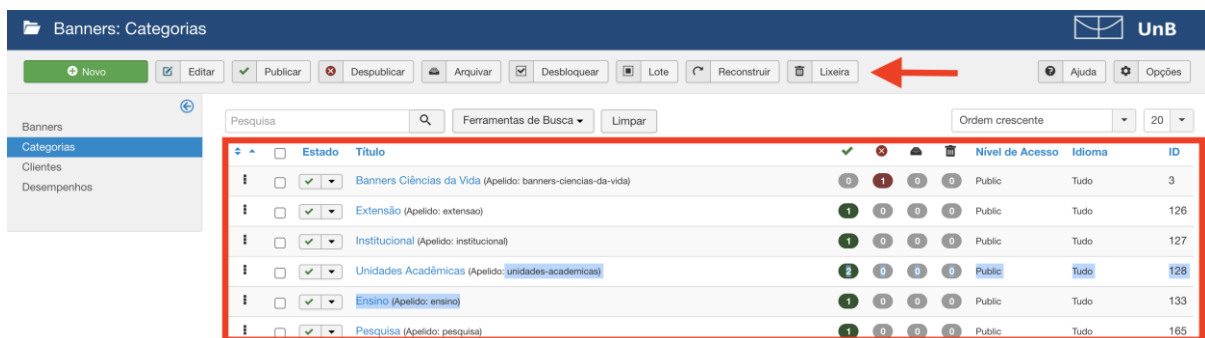 Banners: Categorias UnB
Novo Editar Publicar Despublicar Arquivar Desbloquear Lote Reconstruir Lixeira Ajuda Opções
Pesquisa Ferramentas de Busca Limpar Ordem crescente 20
Banners
Categorias
Clientes
Desempenhos
Estado Título Nível de Acesso Idioma ID
Banners Ciências da Vida (Apelido: banners-ciencias-da-vida) 0 1 0 0 Public Tudo 3
Extensão (Apelido: extensao) 1 0 0 0 Public Tudo 126
Institucional (Apelido: institucional) 1 0 0 0 Public Tudo 127
Unidades Acadêmicas (Apelido: unidades-academicas) 2 0 0 0 Public Tudo 128
Ensino (Apelido: ensino) 1 0 0 0 Public Tudo 133
Pesquisa (Apelido: pesquisa) 1 0 0 0 Public Tudo 165